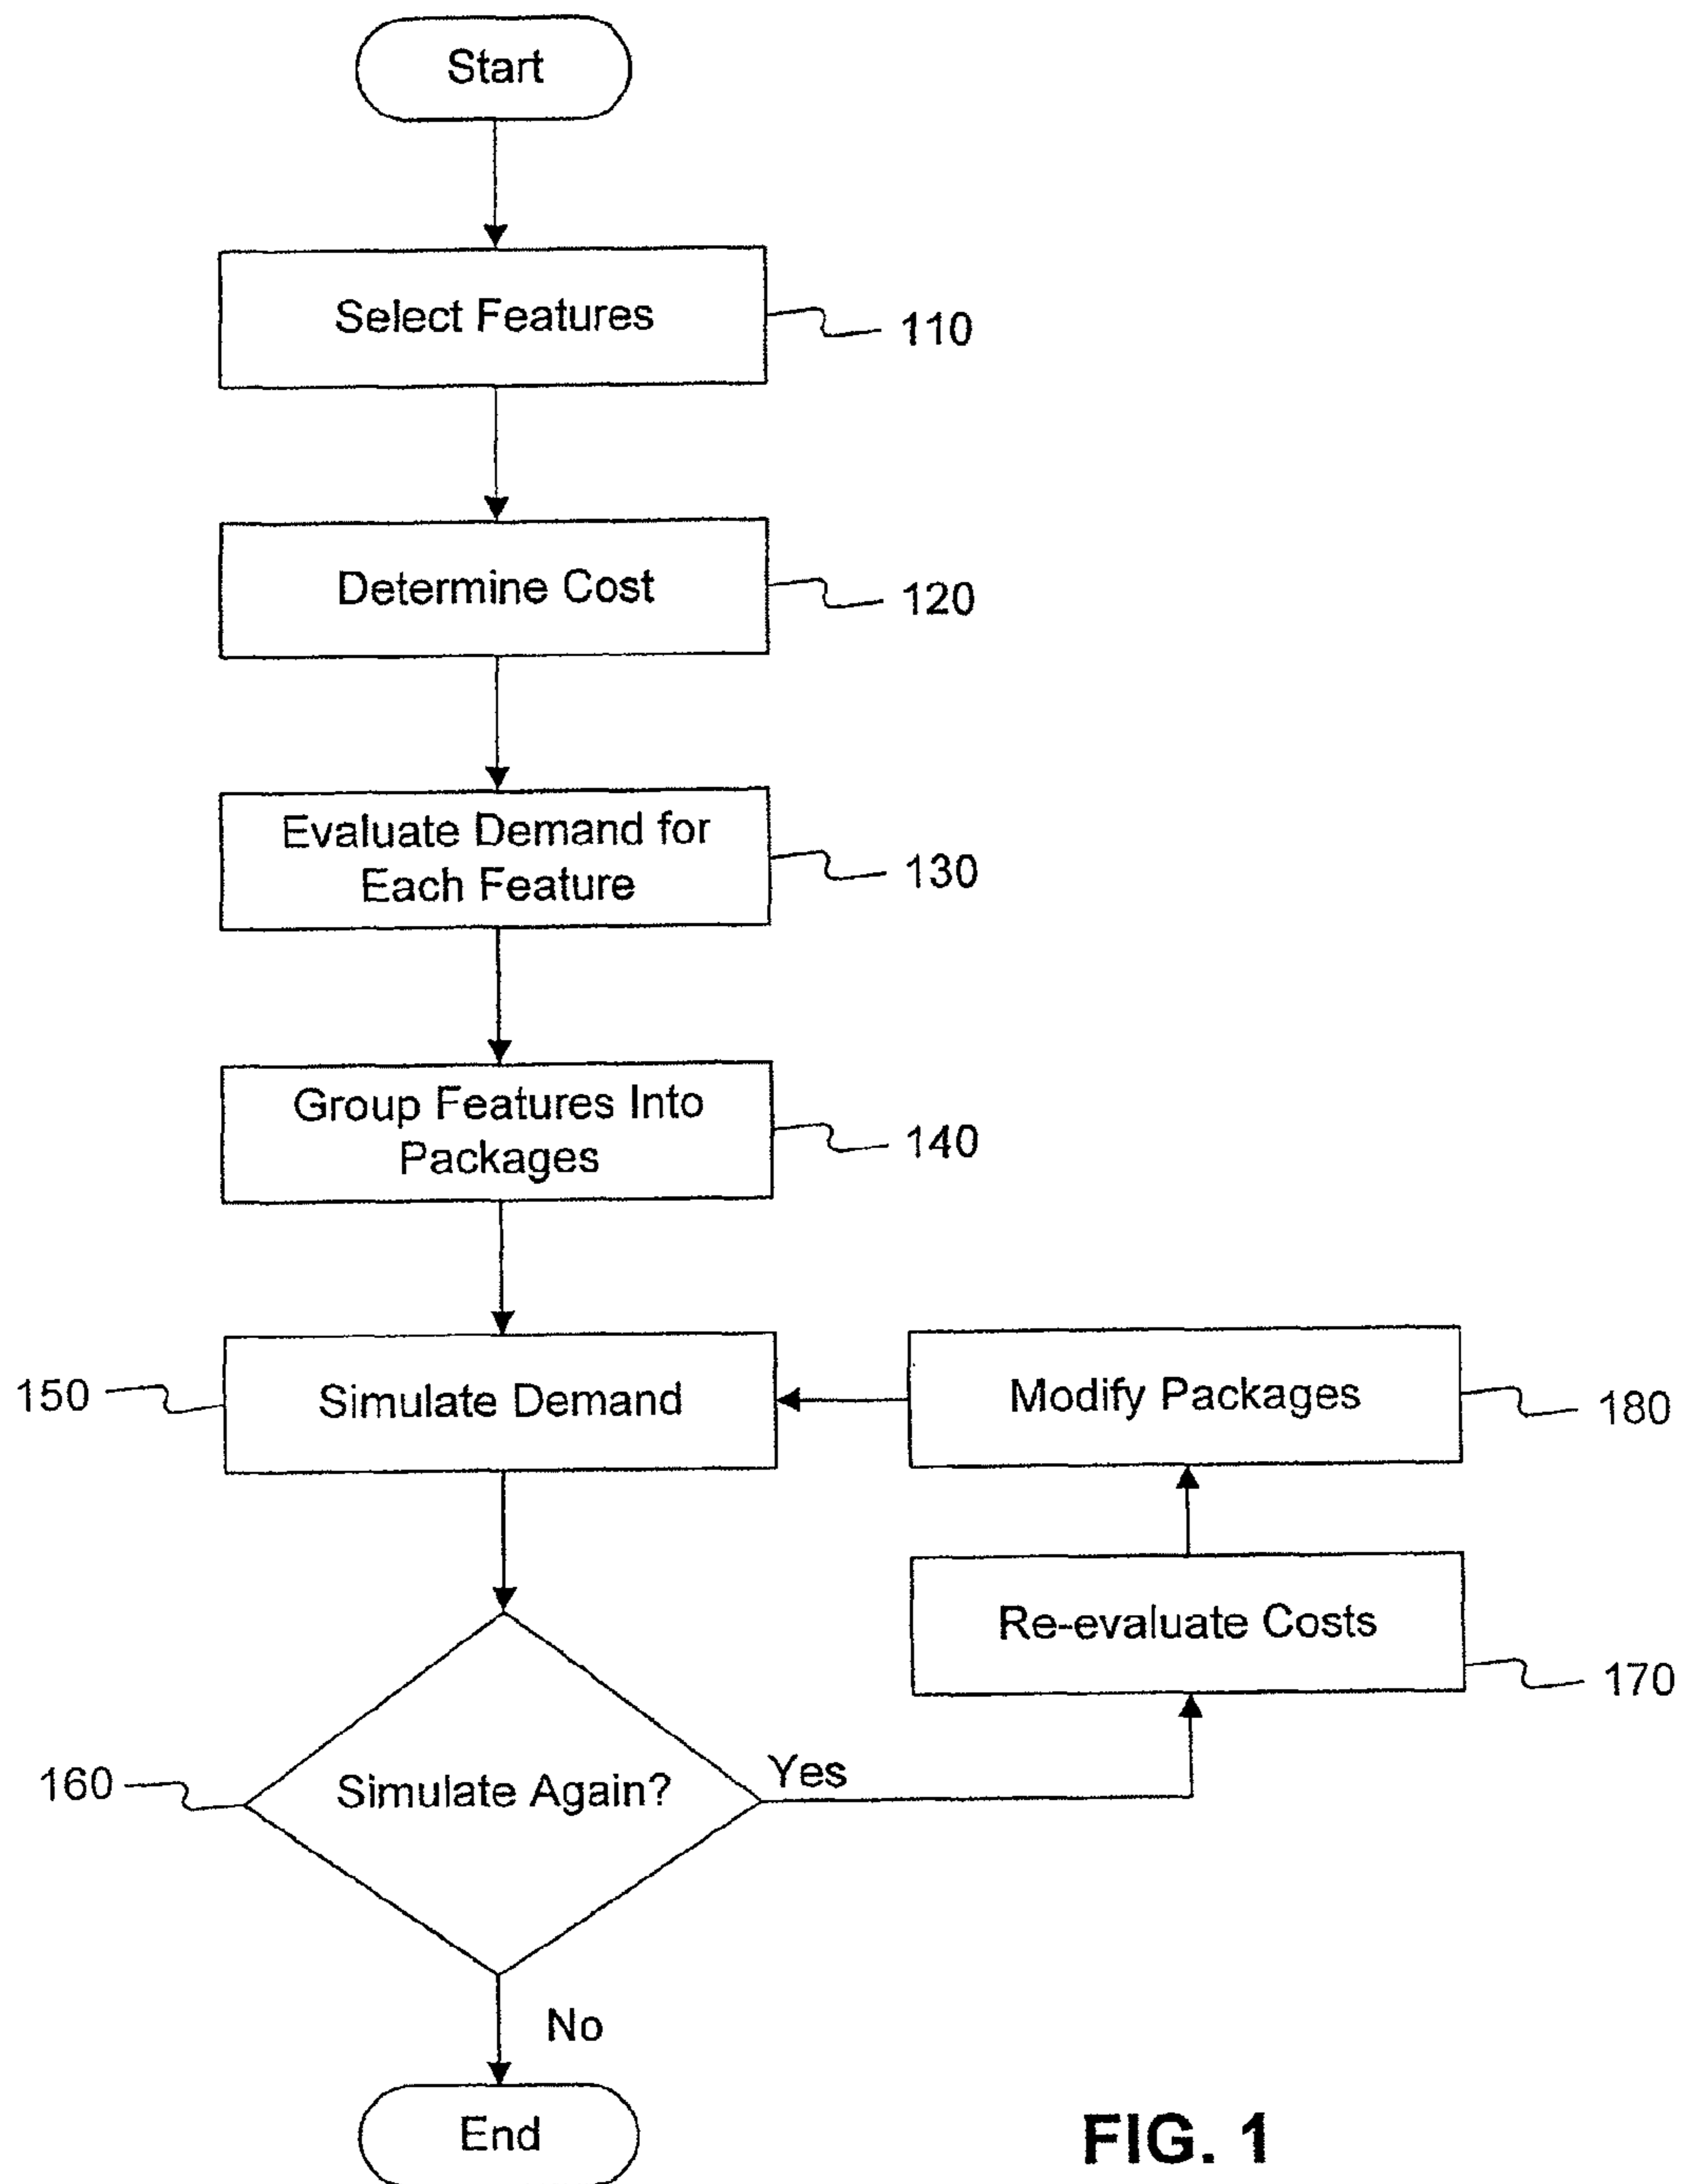 Start
Select Features
110
Determine Cost
120
Evaluate Demand for
Each Feature
130
Group Features Into
Packages
140
150
Simulate Demand
Modify Packages
180
Re-evaluate Costs
170
160
Simulate Again?
Yes
No
End
FIG. 1